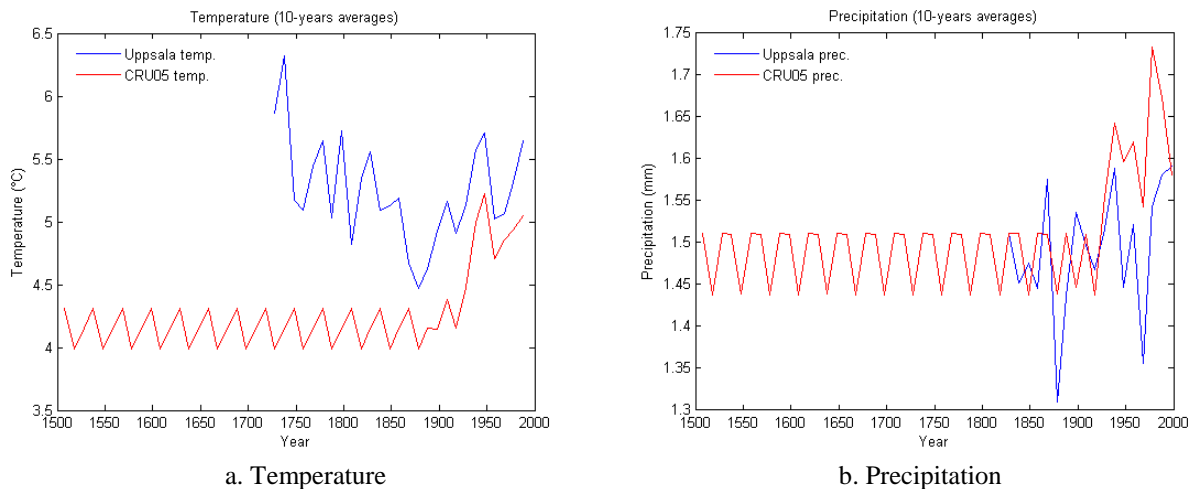 Temperature (10-years averages)
6.5
6
5.5
5
4.5
4
3.5
Temperature (°C)
Uppsala temp.
CRU05 temp.
1500 1550 1600 1650 1700 1750 1800 1850 1900 1950 2000
Year
a. Temperature
Precipitation (10-years averages)
1.75
1.7
1.65
1.6
1.55
1.5
1.45
1.4
1.35
1.3
Precipitation (mm)
Uppsala prec.
CRU05 prec.
1500 1550 1600 1650 1700 1750 1800 1850 1900 1950 2000
Year
b. Precipitation